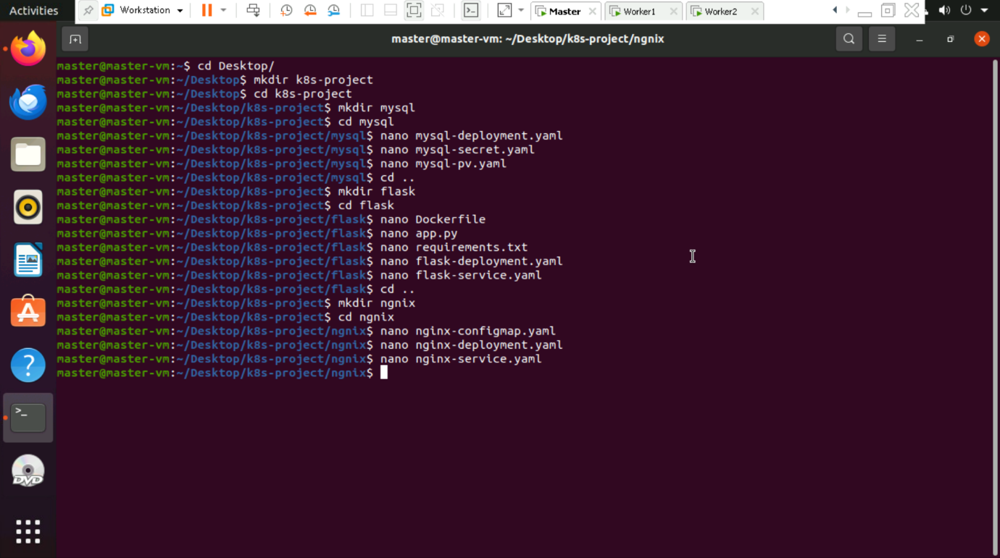 Activities
Workstation
Master
Worker1
Worker2
master@master-vm: ~/Desktop/k8s-project/ngnix
master@master-vm:~$ cd Desktop/
master@master-vm:~/Desktop$ mkdir k8s-project
master@master-vm:~/Desktop$ cd k8s-project
master@master-vm:~/Desktop/k8s-project$ mkdir mysql
master@master-vm:~/Desktop/k8s-project$ cd mysql
master@master-vm:~/Desktop/k8s-project/mysql$ nano mysql-deployment.yaml
master@master-vm:~/Desktop/k8s-project/mysql$ nano mysql-secret.yaml
master@master-vm:~/Desktop/k8s-project/mysql$ nano mysql-pv.yaml
master@master-vm:~/Desktop/k8s-project/mysql$ cd ..
master@master-vm:~/Desktop/k8s-project$ mkdir flask
master@master-vm:~/Desktop/k8s-project$ cd flask
master@master-vm:~/Desktop/k8s-project/flask$ nano Dockerfile
master@master-vm:~/Desktop/k8s-project/flask$ nano app.py
master@master-vm:~/Desktop/k8s-project/flask$ nano requirements.txt
master@master-vm:~/Desktop/k8s-project/flask$ nano flask-deployment.yaml
master@master-vm:~/Desktop/k8s-project/flask$ nano flask-service.yaml
master@master-vm:~/Desktop/k8s-project/flask$ cd ..
master@master-vm:~/Desktop/k8s-project$ mkdir ngnix
master@master-vm:~/Desktop/k8s-project$ cd ngnix
master@master-vm:~/Desktop/k8s-project/ngnix$ nano nginx-configmap.yaml
master@master-vm:~/Desktop/k8s-project/ngnix$ nano nginx-deployment.yaml
master@master-vm:~/Desktop/k8s-project/ngnix$ nano nginx-service.yaml
master@master-vm:~/Desktop/k8s-project/ngnix$
>_
DVD